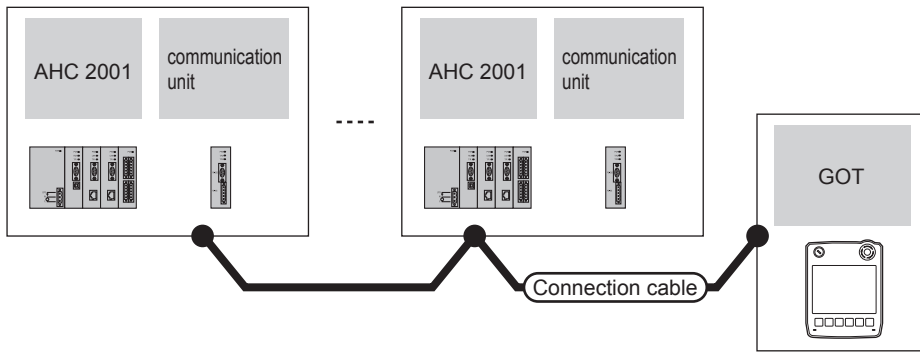 AHC 2001
communication
unit
AHC 2001
communication
unit
GOT
Connection cable